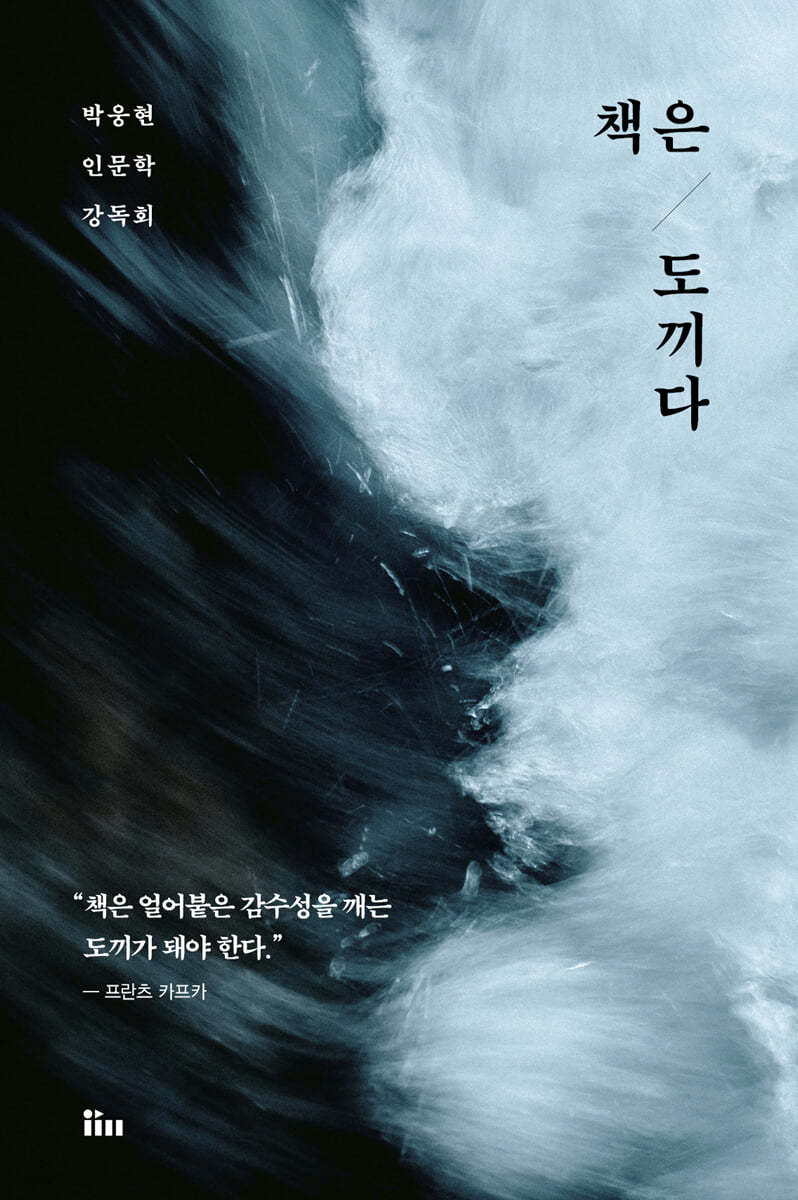 박웅현
인문학
강독회
책은
도끼다
“책은 얼어붙은 감수성을 깨는
도끼가 돼야 한다.”
— 프란츠 카프카